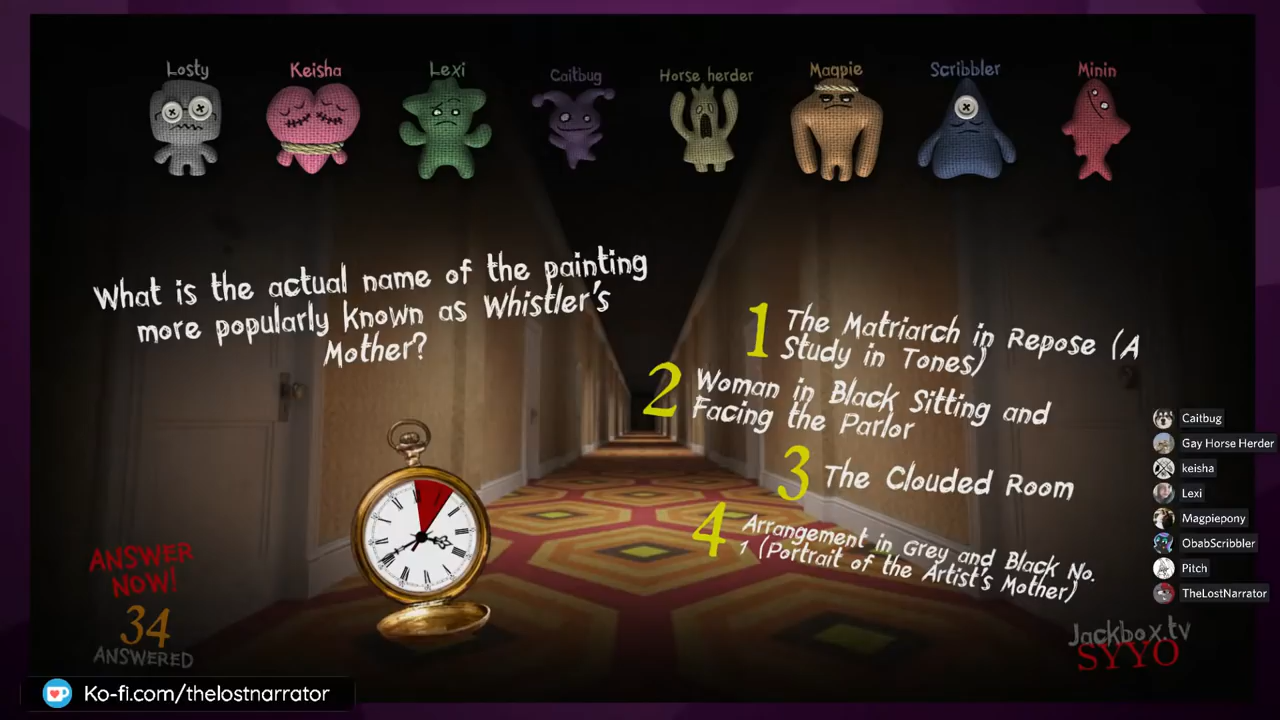 Losty
Keisha
Lexi
Caitbug
Horse herder
Magpie
Scribbler
Minin
What is the actual name of the painting
more popularly known as Whistler's
Mother?
1 The Matriarch in Repose (A
Study in Tones)
2 Woman in Black Sitting and
Facing the Parlor
3 The Clouded Room
4 Arrangement in Grey and Black No.
1 (Portrait of the Artist's Mother)
ANSWER
NOW!
34
ANSWERED
Caitbug
Gay Horse Herder
keisha
Lexi
Magpiepony
ObabScribbler
Pitch
TheLostNarrator
Jackbox.tv
SYYO
Ko-fi.com/thelostnarrator